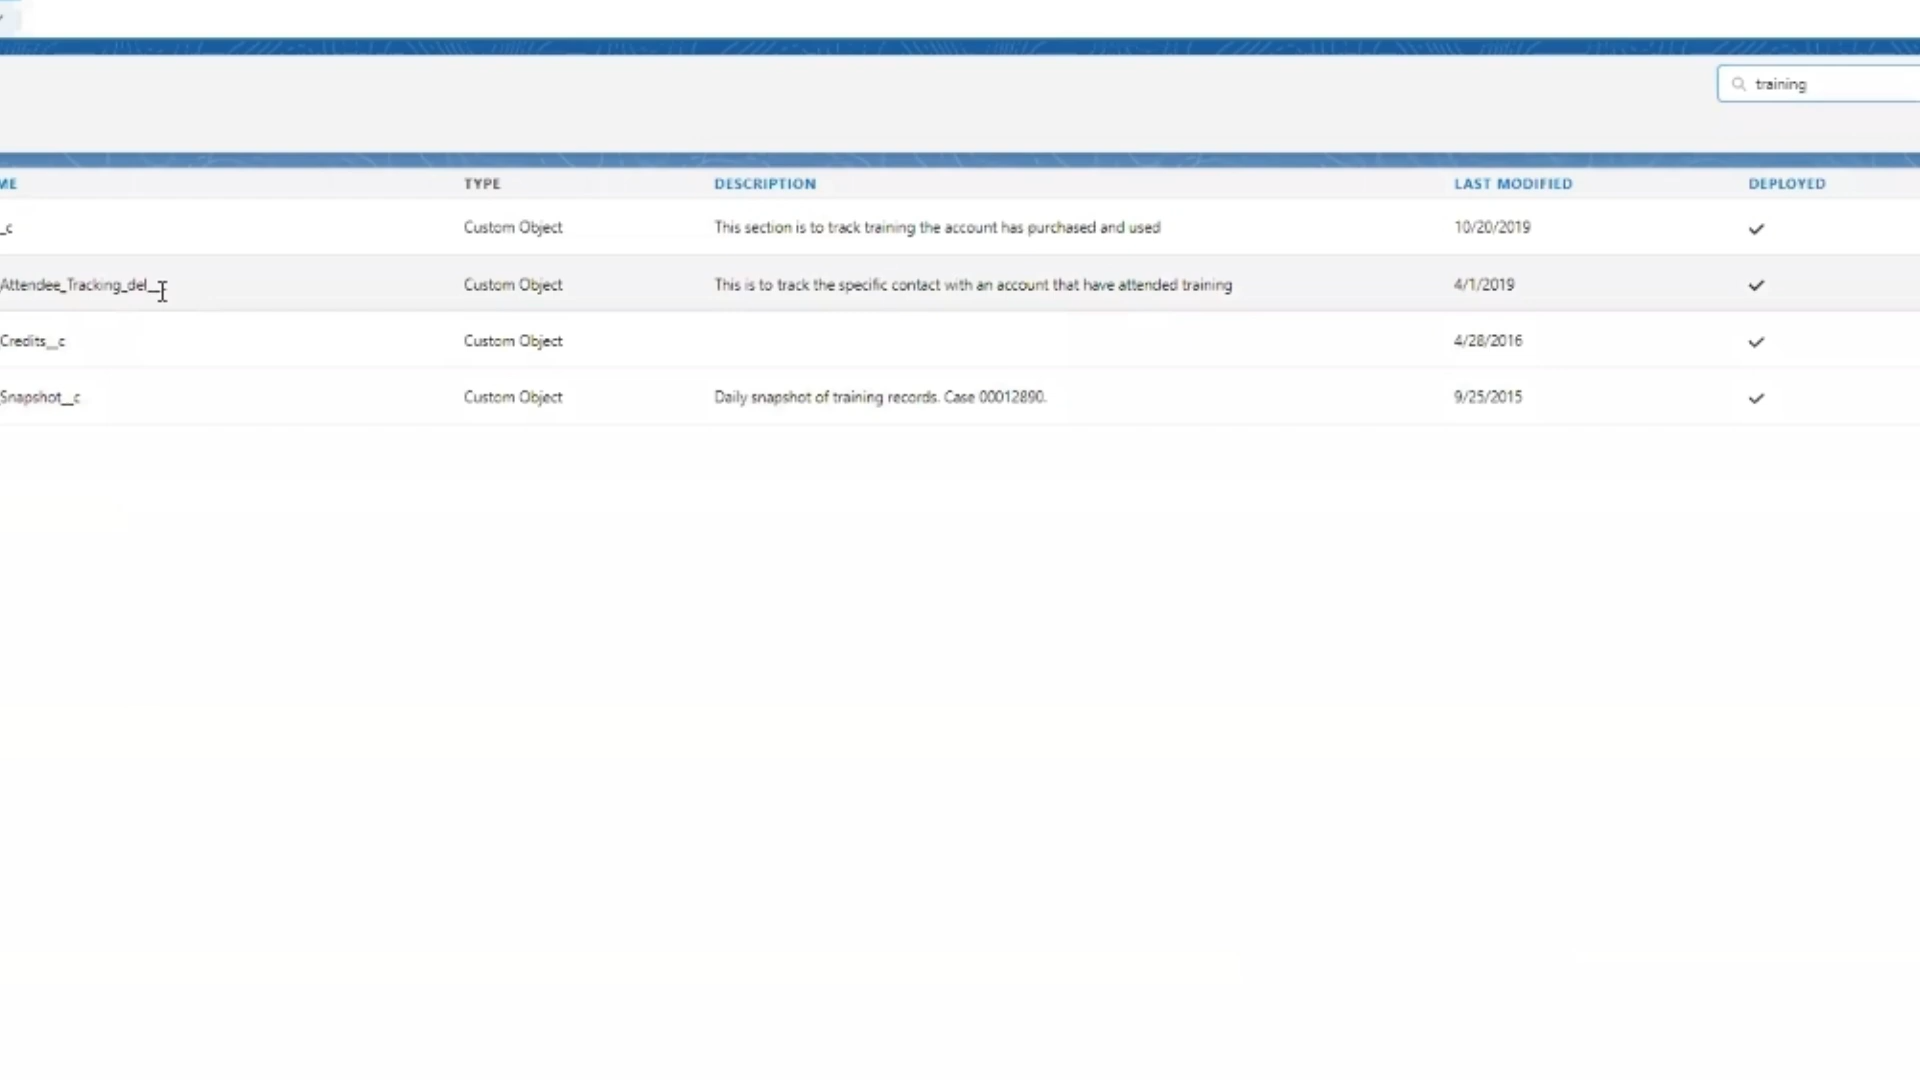 training
ME TYPE DESCRIPTION LAST MODIFIED DEPLOYED
_c Custom Object This section is to track training the account has purchased and used 10/20/2019
Attendee_Tracking_del__ Custom Object This is to track the specific contact with an account that have attended training 4/1/2019
Credits__c Custom Object 4/28/2016
Snapshot__c Custom Object Daily snapshot of training records. Case 00012890. 9/25/2015